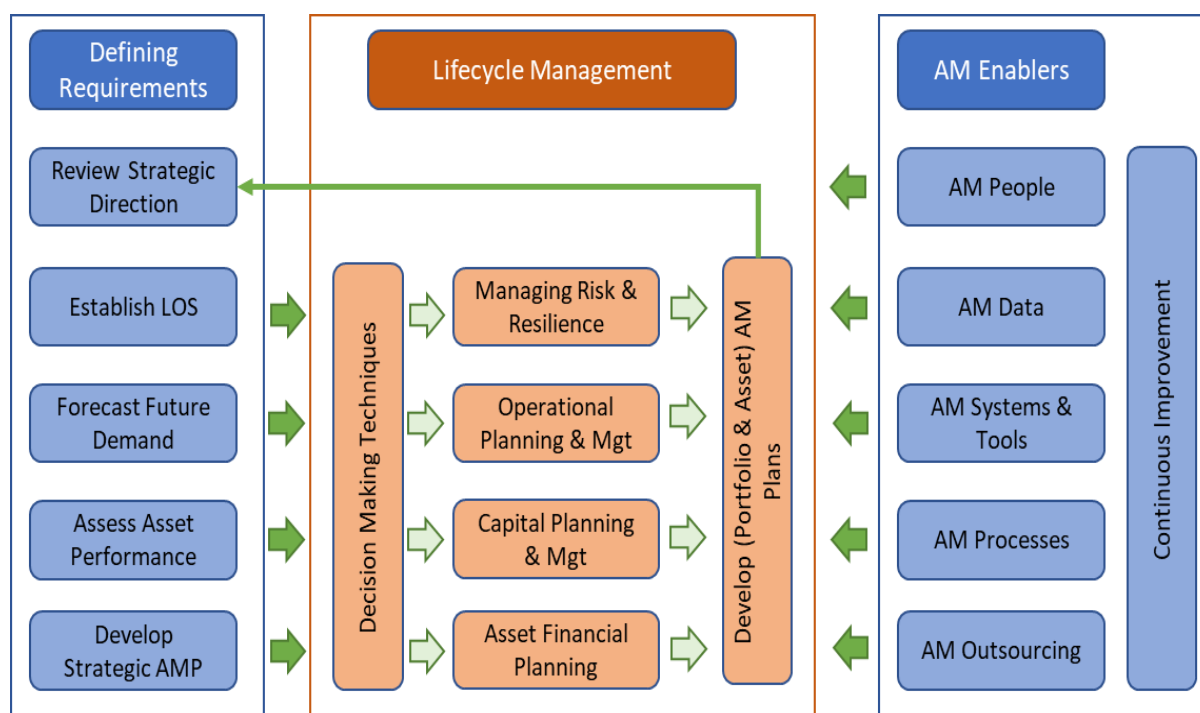 Defining
Requirements
Review Strategic
Direction
Establish LOS
Forecast Future
Demand
Assess Asset
Performance
Develop
Strategic AMP
Lifecycle Management
Decision Making Techniques
Managing Risk &
Resilience
Operational
Planning & Mgt
Capital Planning
& Mgt
Asset Financial
Planning
Develop (Portfolio & Asset) AM
Plans
AM Enablers
AM People
AM Data
AM Systems &
Tools
AM Processes
AM Outsourcing
Continuous Improvement